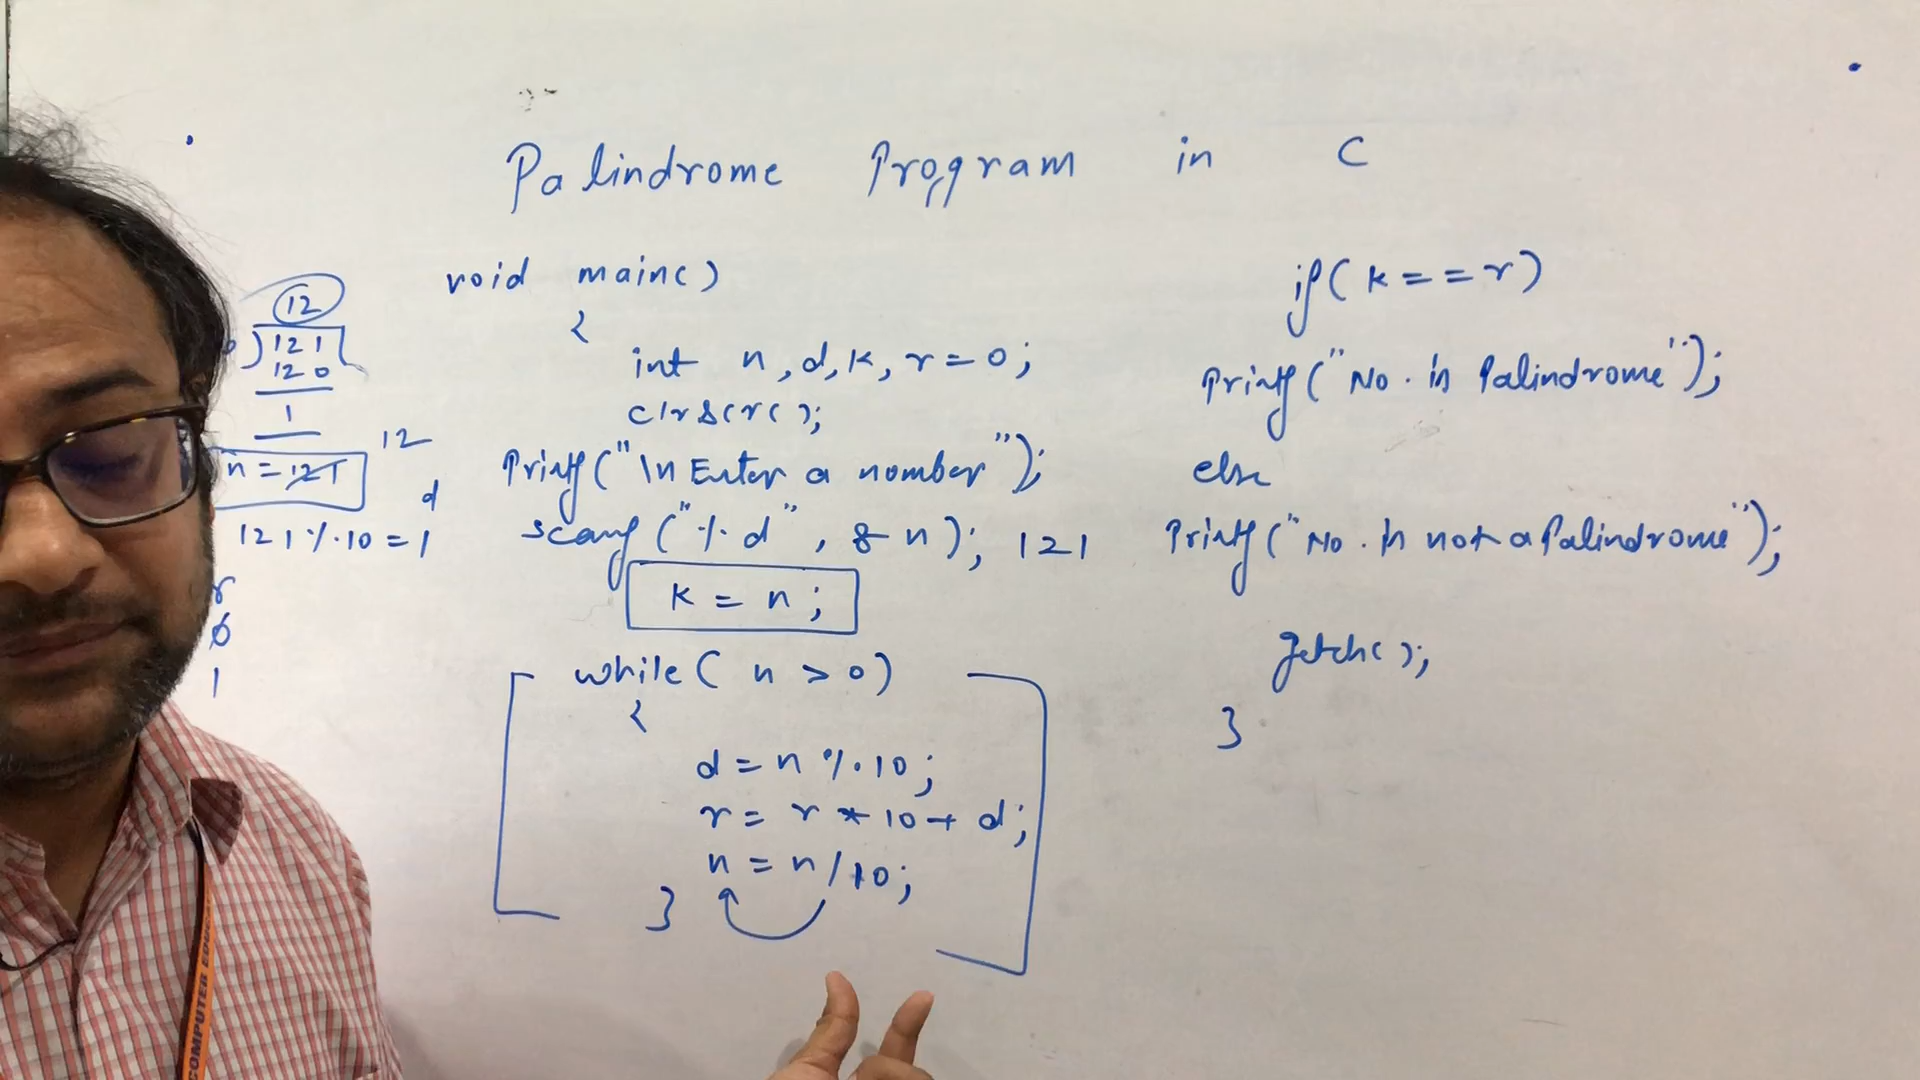 Palindrome Program in C
void main()
{
int n, d, k, r = 0;
clrscr();
Printf("\n Enter a number");
scanf("%d", &n); 121
k = n;
while( n > 0)
{
d = n % 10;
r = r * 10 + d;
n = n / 10;
}
if( k == r)
Printf("No. is Palindrome");
else
Printf("No. is not a Palindrome");
getch();
}
12
121
120
1
n = 121 12
d
121 % 10 = 1
r
0
1
COMPUTER